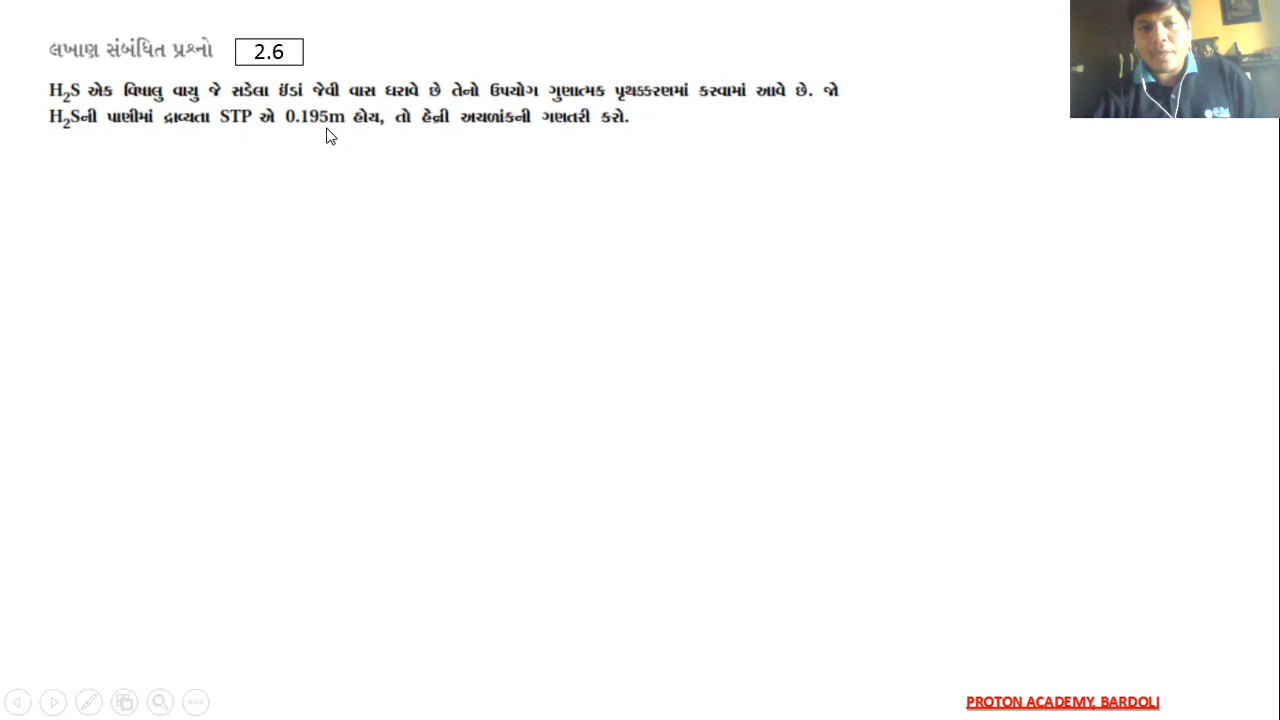 લખાણ સંબંધિત પ્રશ્નો 2.6
H₂S એક વિષાલુ વાયુ જે સડેલા ઈંડાં જેવી વાસ ધરાવે છે તેનો ઉપયોગ ગુણાત્મક પૃથક્કરણમાં કરવામાં આવે છે. જો
H₂Sની પાણીમાં દ્રાવ્યતા STP એ 0.195m હોય, તો હેન્રી અચળાંકની ગણતરી કરો.
PROTON ACADEMY, BARDOLI